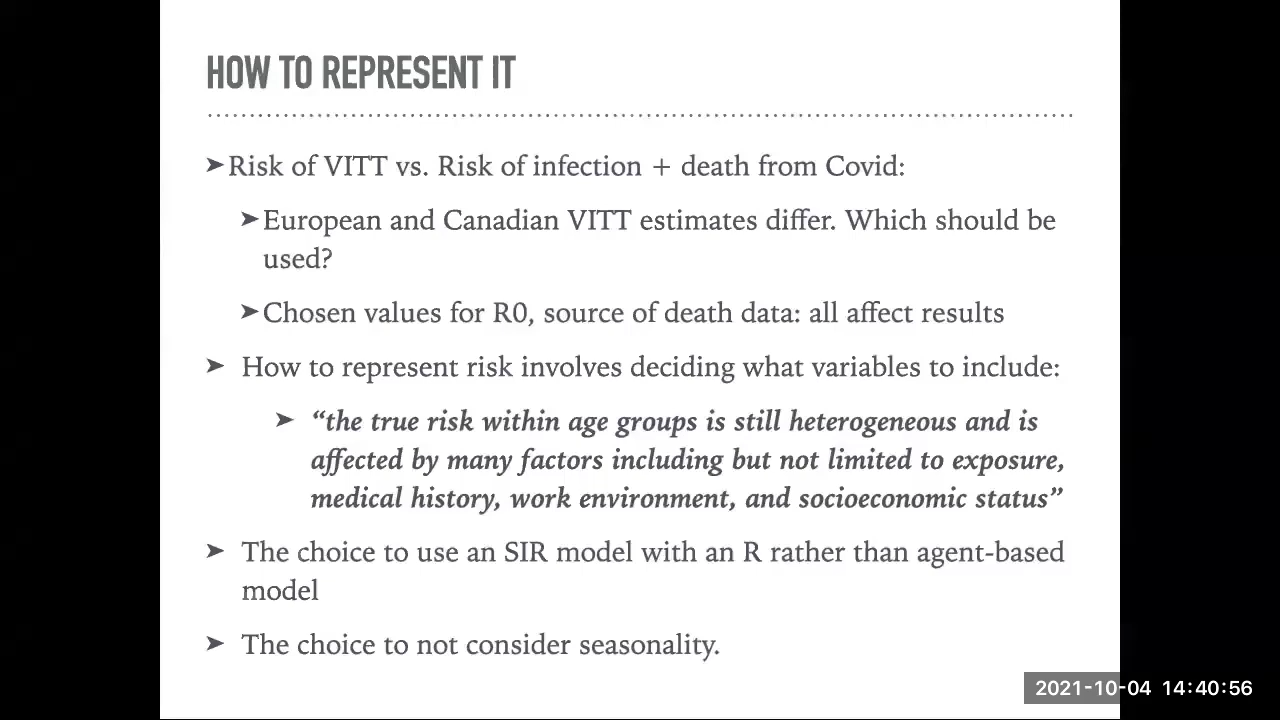 HOW TO REPRESENT IT
➤Risk of VITT vs. Risk of infection + death from Covid:
➤European and Canadian VITT estimates differ. Which should be
used?
➤Chosen values for R0, source of death data: all affect results
➤ How to represent risk involves deciding what variables to include:
➤ “the true risk within age groups is still heterogeneous and is
affected by many factors including but not limited to exposure,
medical history, work environment, and socioeconomic status”
➤ The choice to use an SIR model with an R rather than agent-based
model
➤ The choice to not consider seasonality.
2021-10-04 14:40:56